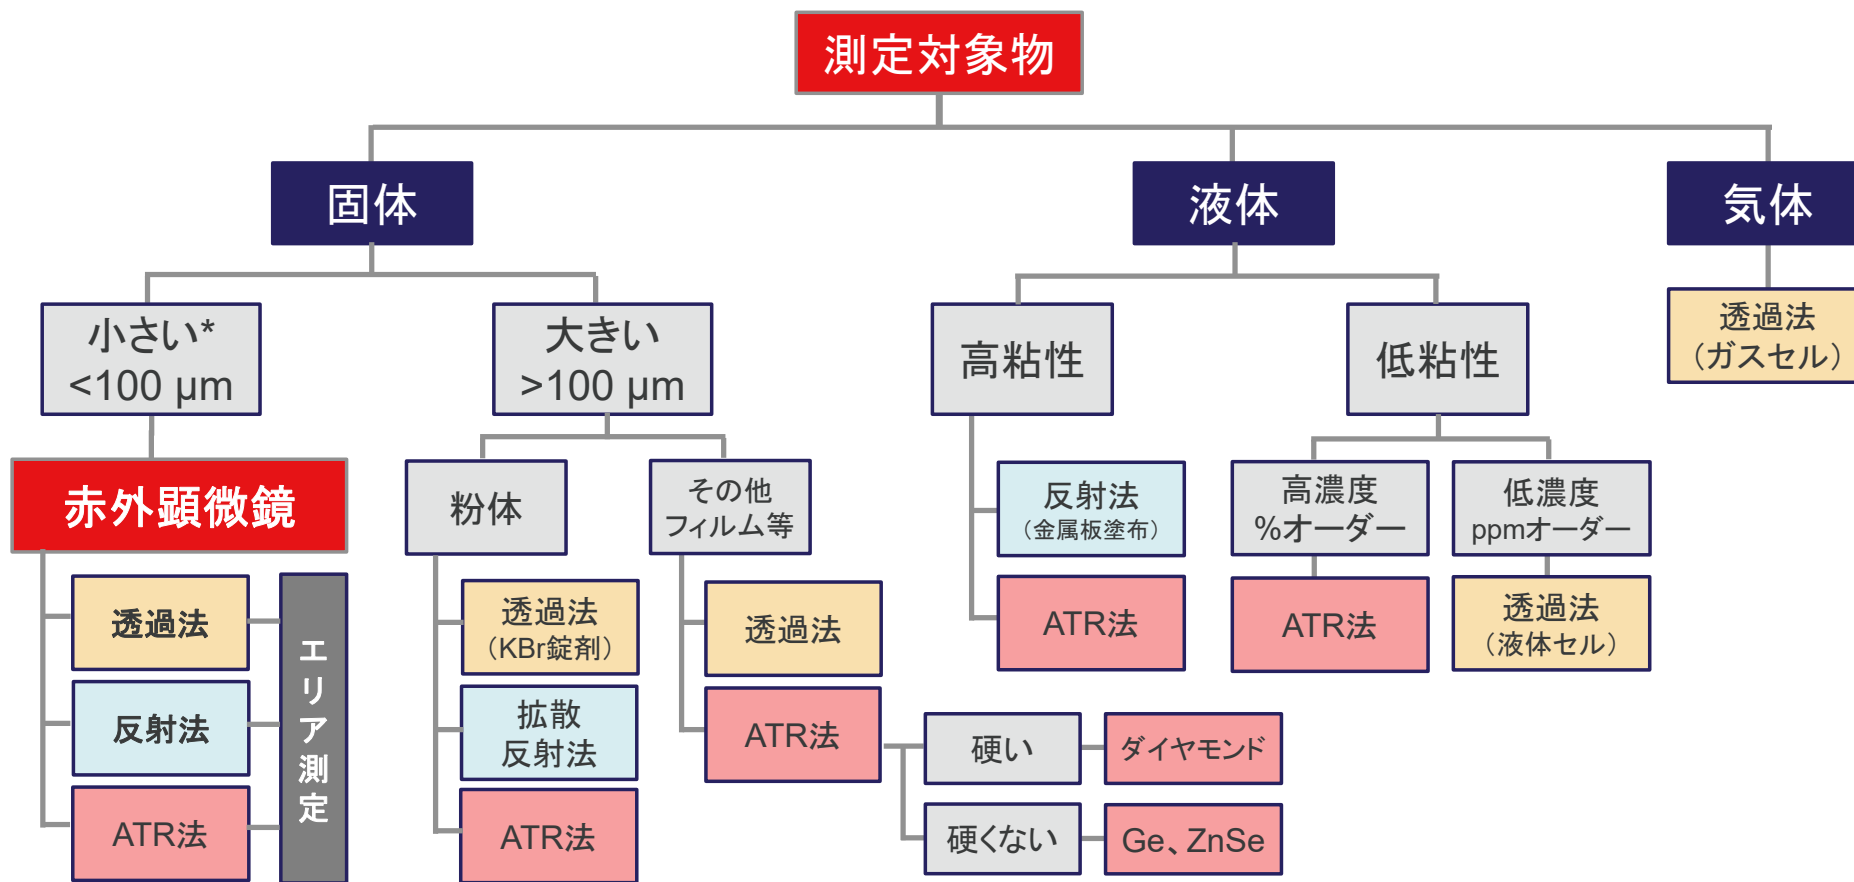 測定対象物
固体
液体
気体
小さい*
<100 µm
大きい
>100 µm
高粘性
低粘性
透過法
（ガスセル）
赤外顕微鏡
粉体
その他
フィルム等
反射法
（金属板塗布）
高濃度
%オーダー
低濃度
ppmオーダー
透過法
反射法
ATR法
エリア測定
透過法
（KBr錠剤）
拡散
反射法
ATR法
透過法
ATR法
ATR法
ATR法
透過法
（液体セル）
硬い
ダイヤモンド
硬くない
Ge、ZnSe